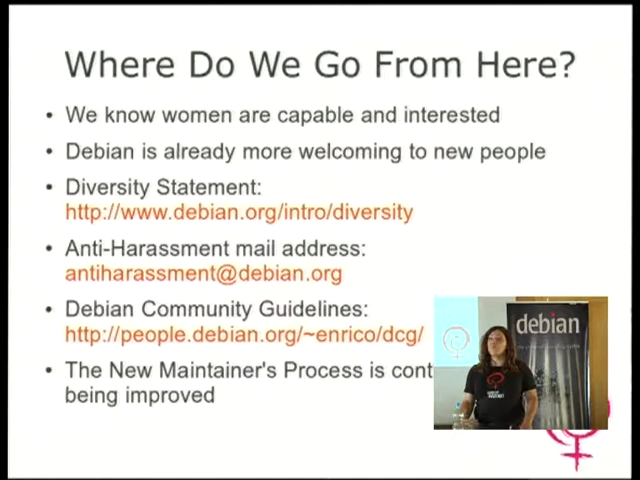 Where Do We Go From Here?
• We know women are capable and interested
• Debian is already more welcoming to new people
• Diversity Statement:
http://www.debian.org/intro/diversity
• Anti-Harassment mail address:
antiharassment@debian.org
• Debian Community Guidelines:
http://people.debian.org/~enrico/dcg/
• The New Maintainer's Process is cont
being improved
debian